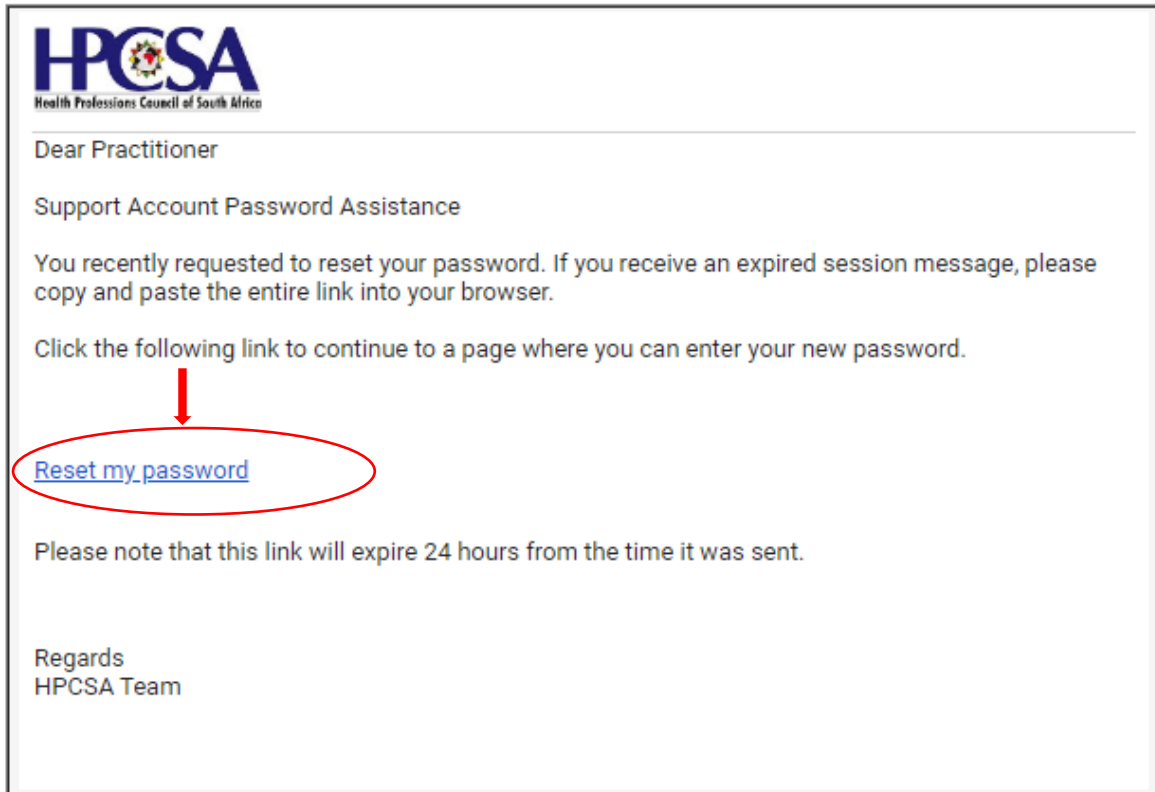 HPCSA
Health Professions Council of South Africa
Dear Practitioner
Support Account Password Assistance
You recently requested to reset your password. If you receive an expired session message, please
copy and paste the entire link into your browser.
Click the following link to continue to a page where you can enter your new password.
Reset my password
Please note that this link will expire 24 hours from the time it was sent.
Regards
HPCSA Team